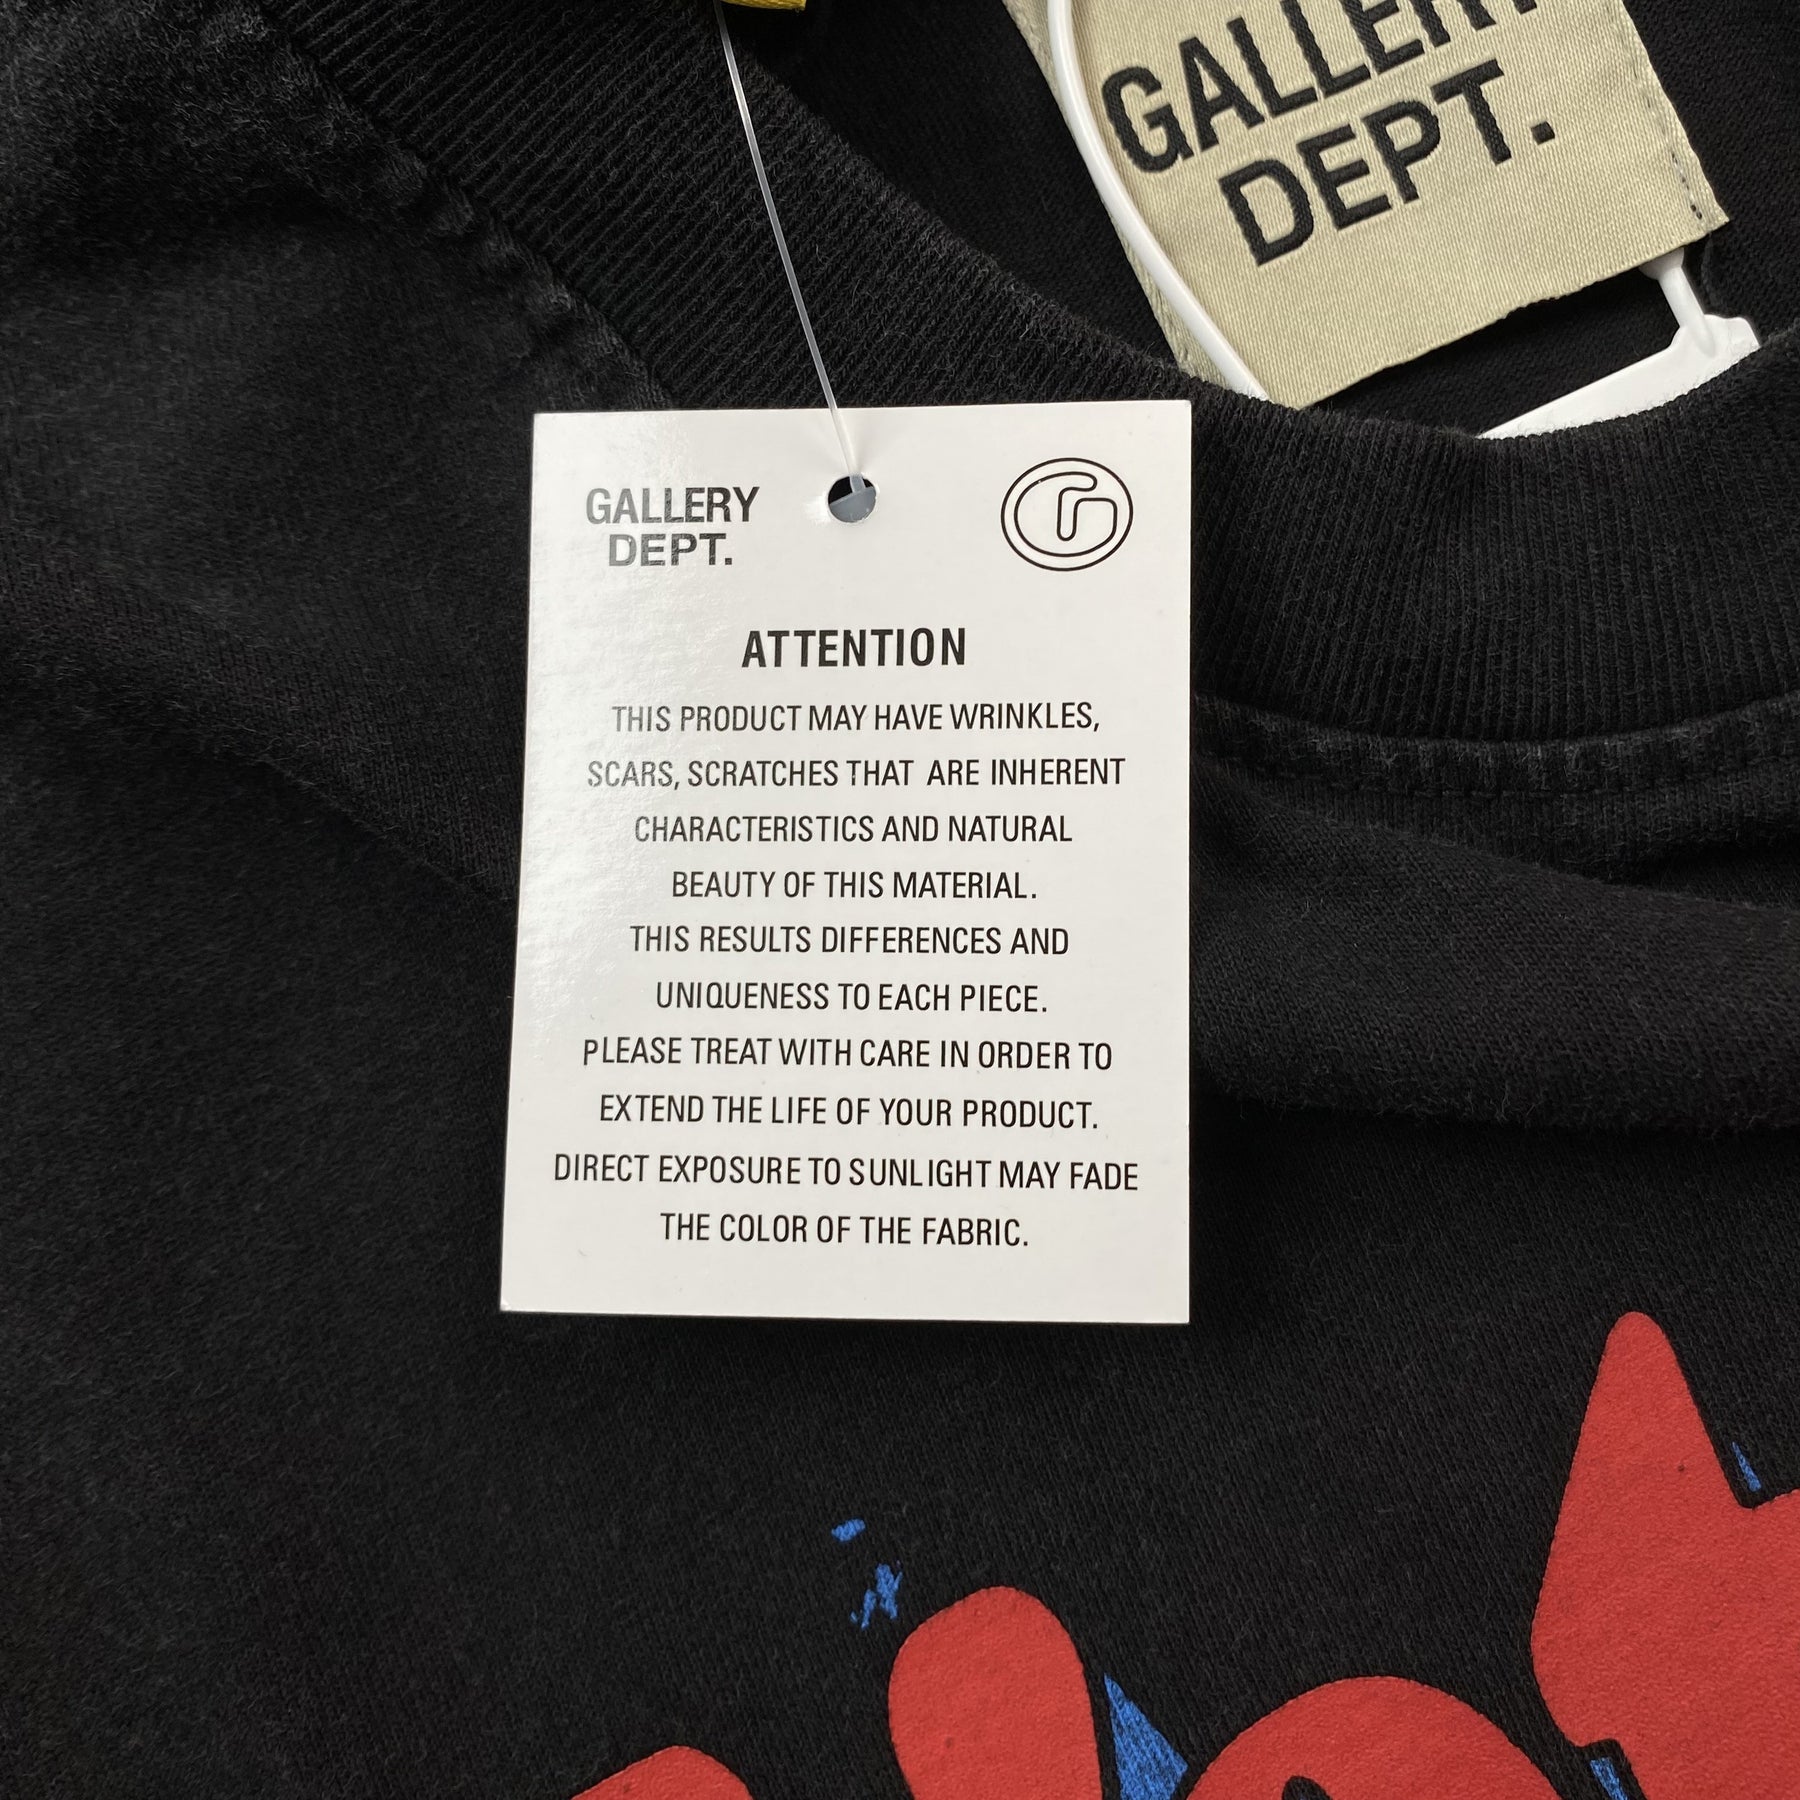 GALLERY
DEPT.
GALLERY
DEPT.
ATTENTION
THIS PRODUCT MAY HAVE WRINKLES,
SCARS, SCRATCHES THAT ARE INHERENT
CHARACTERISTICS AND NATURAL
BEAUTY OF THIS MATERIAL.
THIS RESULTS DIFFERENCES AND
UNIQUENESS TO EACH PIECE.
PLEASE TREAT WITH CARE IN ORDER TO
EXTEND THE LIFE OF YOUR PRODUCT.
DIRECT EXPOSURE TO SUNLIGHT MAY FADE
THE COLOR OF THE FABRIC.